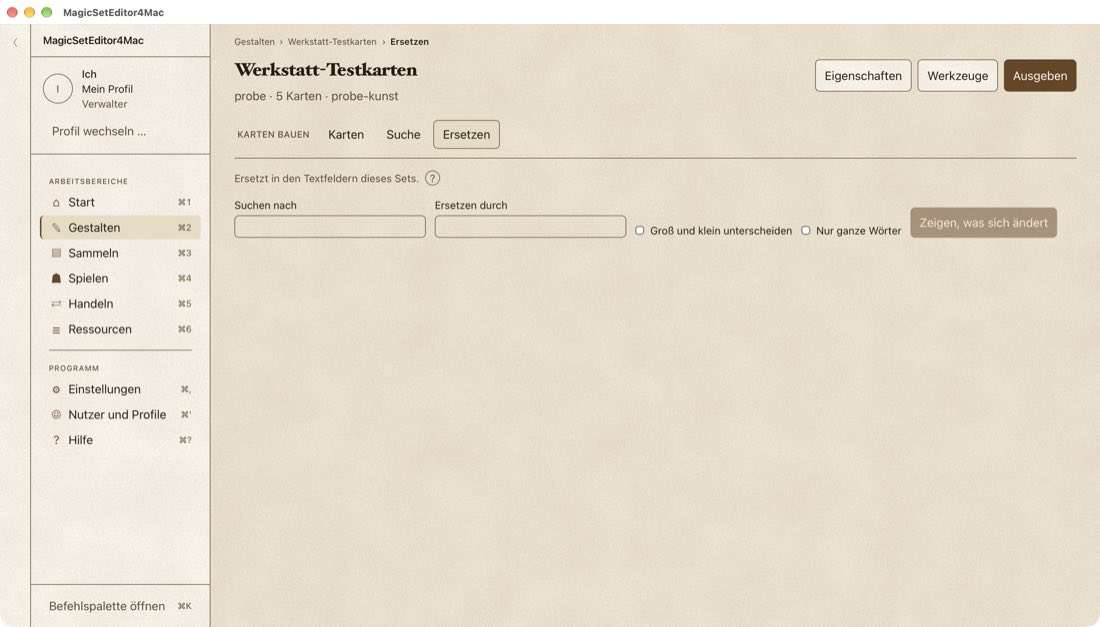 MagicSetEditor4Mac
MagicSetEditor4Mac
I
Ich
Mein Profil
Verwalter
Profil wechseln ...
ARBEITSBEREICHE
Start ⌘1
Gestalten ⌘2
Sammeln ⌘3
Spielen ⌘4
Handeln ⌘5
Ressourcen ⌘6
PROGRAMM
Einstellungen ⌘,
Nutzer und Profile ⌘'
? Hilfe ⌘?
Befehlspalette öffnen ⌘K
Gestalten › Werkstatt-Testkarten › Ersetzen
Werkstatt-Testkarten
probe · 5 Karten · probe-kunst
Eigenschaften Werkzeuge Ausgeben
KARTEN BAUEN Karten Suche Ersetzen
Ersetzt in den Textfeldern dieses Sets. ?
Suchen nach Ersetzen durch
Groß und klein unterscheiden Nur ganze Wörter Zeigen, was sich ändert